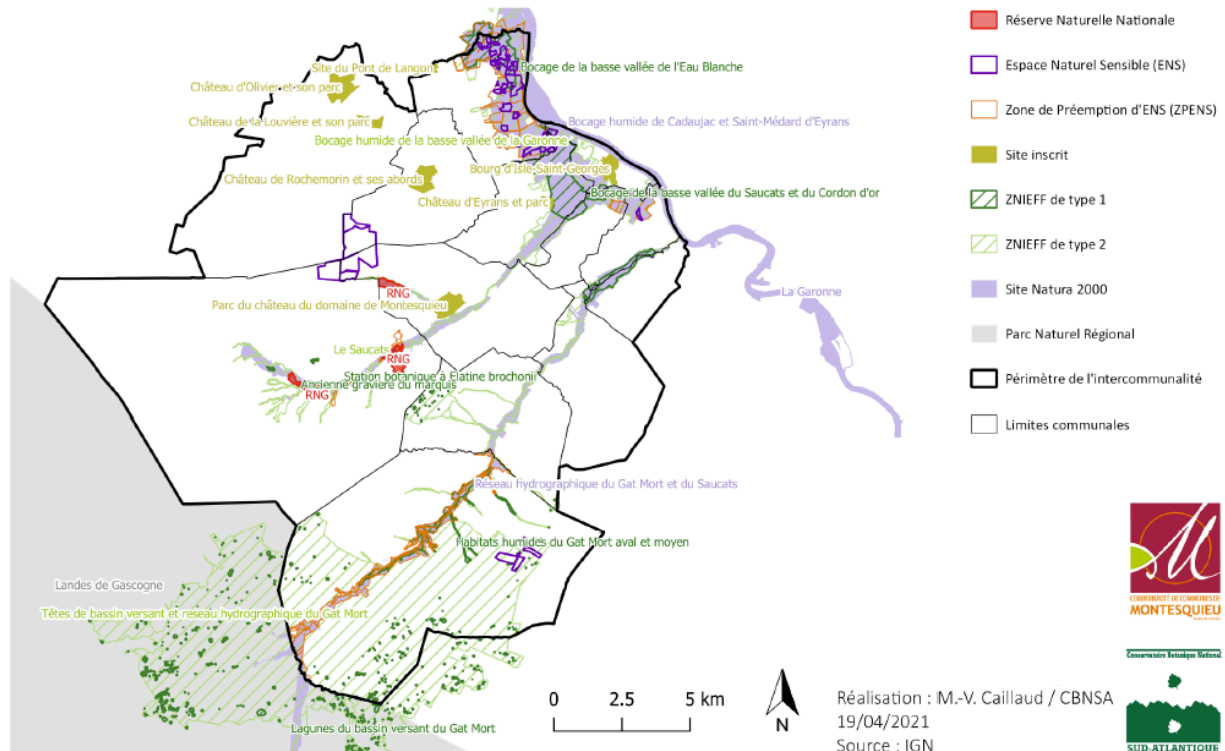 Site du Pont de Langon
Château d'Olivier et son parc
Château de la Louvière et son parc
Bocage humide de la basse vallée de la Garonne
Château de Rochemorin et ses abords
Bourg d'Isle-Saint-Georges
Château d'Eyrans et parc
Bocage de la basse vallée de l'Eau Blanche
Bocage humide de Cadaujac et Saint-Médard d'Eyrans
Bocage de la basse vallée du Saucats et du Cordon d'or
La Garonne
RNG
Parc du château du domaine de Montesquieu
Le Saucats
RNG
Station botanique à Elatine brochonii
Ancienne gravière du marquis
RNG
Réseau hydrographique du Gat Mort et du Saucats
Habitats humides du Gat Mort aval et moyen
Landes de Gascogne
Têtes de bassin versant et reseau hydrographique du Gat Mort
Lagunes du bassin versant du Gat Mort
0 2.5 5 km
N
Réalisation : M.-V. Caillaud / CBNSA
19/04/2021
Source : IGN
Réserve Naturelle Nationale
Espace Naturel Sensible (ENS)
Zone de Préemption d'ENS (ZPENS)
Site inscrit
ZNIEFF de type 1
ZNIEFF de type 2
Site Natura 2000
Parc Naturel Régional
Périmètre de l'intercommunalité
Limites communales
M
COMMUNAUTÉ DE COMMUNES DE
MONTESQUIEU
Conservatoire Botanique National
SUD-ATLANTIQUE